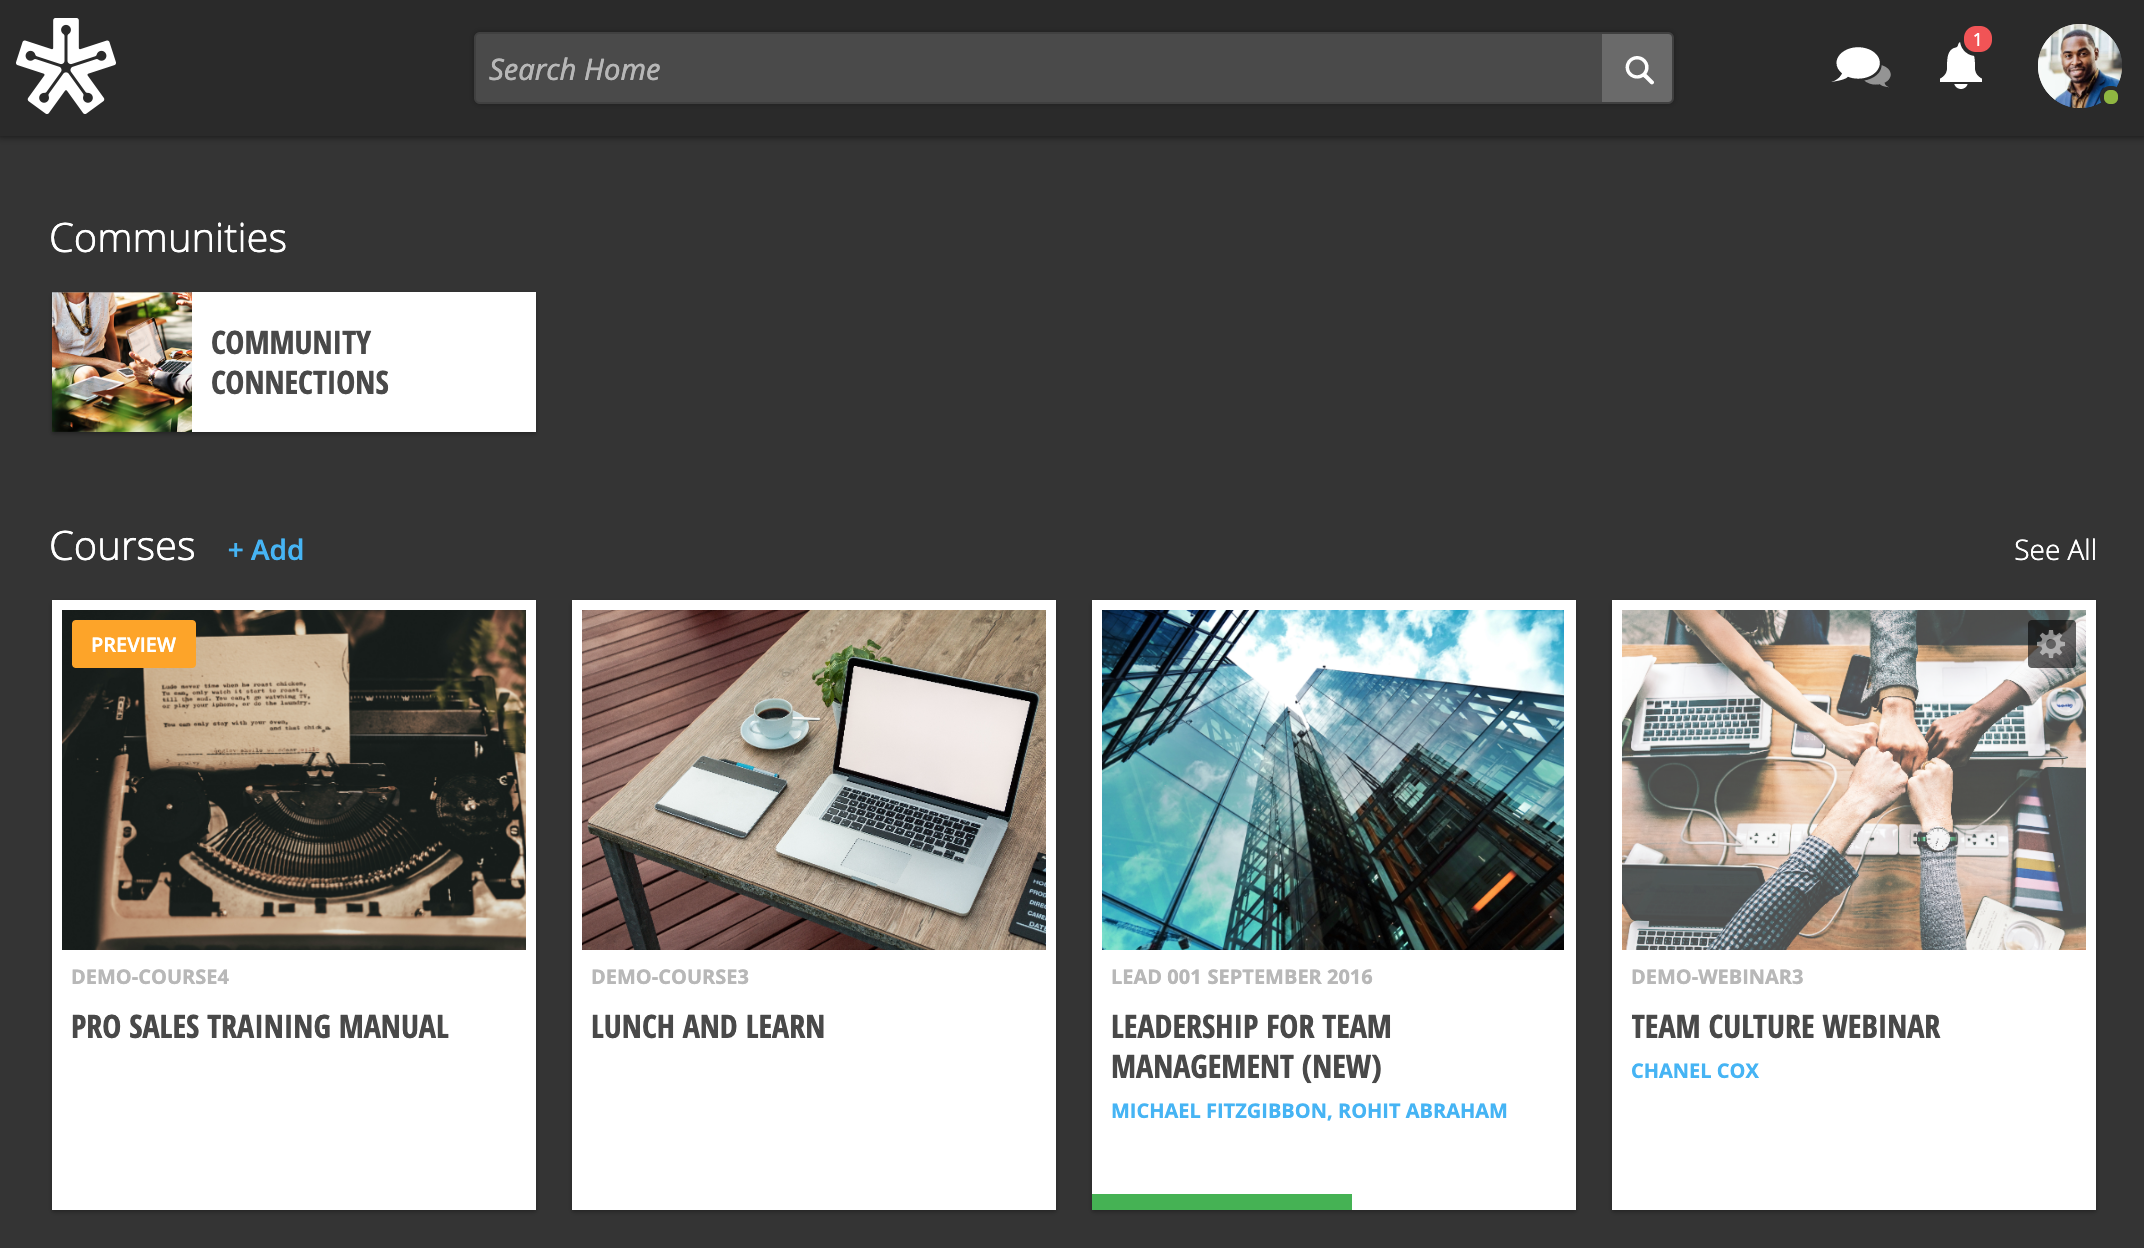 Search Home
1
Communities
COMMUNITY
CONNECTIONS
Courses + Add See All
PREVIEW
DEMO-COURSE4
PRO SALES TRAINING MANUAL
DEMO-COURSE3
LUNCH AND LEARN
LEAD 001 SEPTEMBER 2016
LEADERSHIP FOR TEAM
MANAGEMENT (NEW)
MICHAEL FITZGIBBON, ROHIT ABRAHAM
DEMO-WEBINAR3
TEAM CULTURE WEBINAR
CHANEL COX